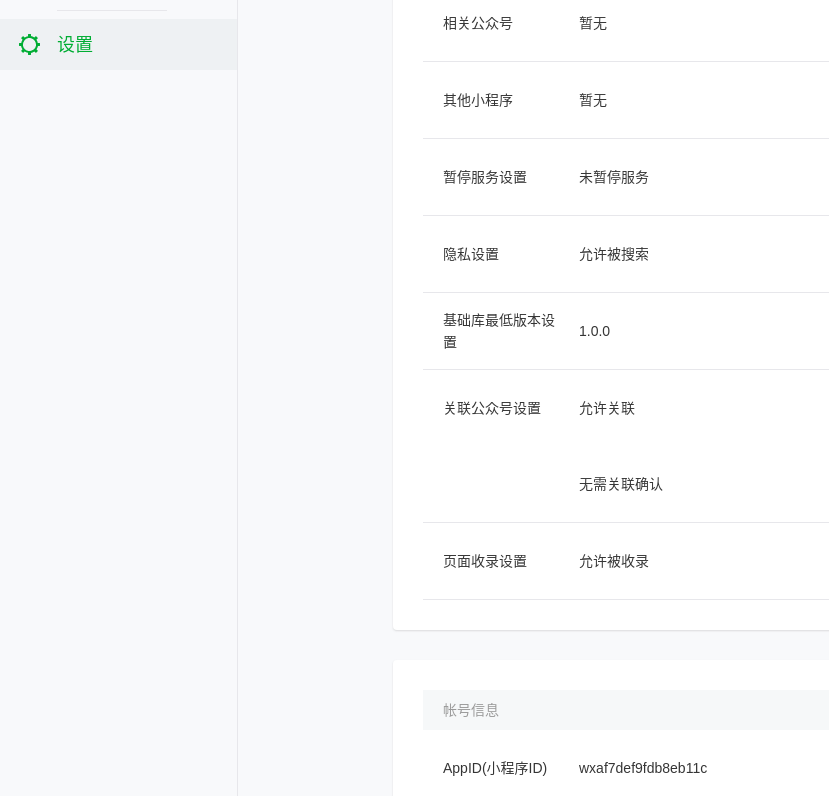 设置
相关公众号 暂无
其他小程序 暂无
暂停服务设置 未暂停服务
隐私设置 允许被搜索
基础库最低版本设
置
1.0.0
关联公众号设置 允许关联
无需关联确认
页面收录设置 允许被收录
帐号信息
AppID(小程序ID) wxaf7def9fdb8eb11c